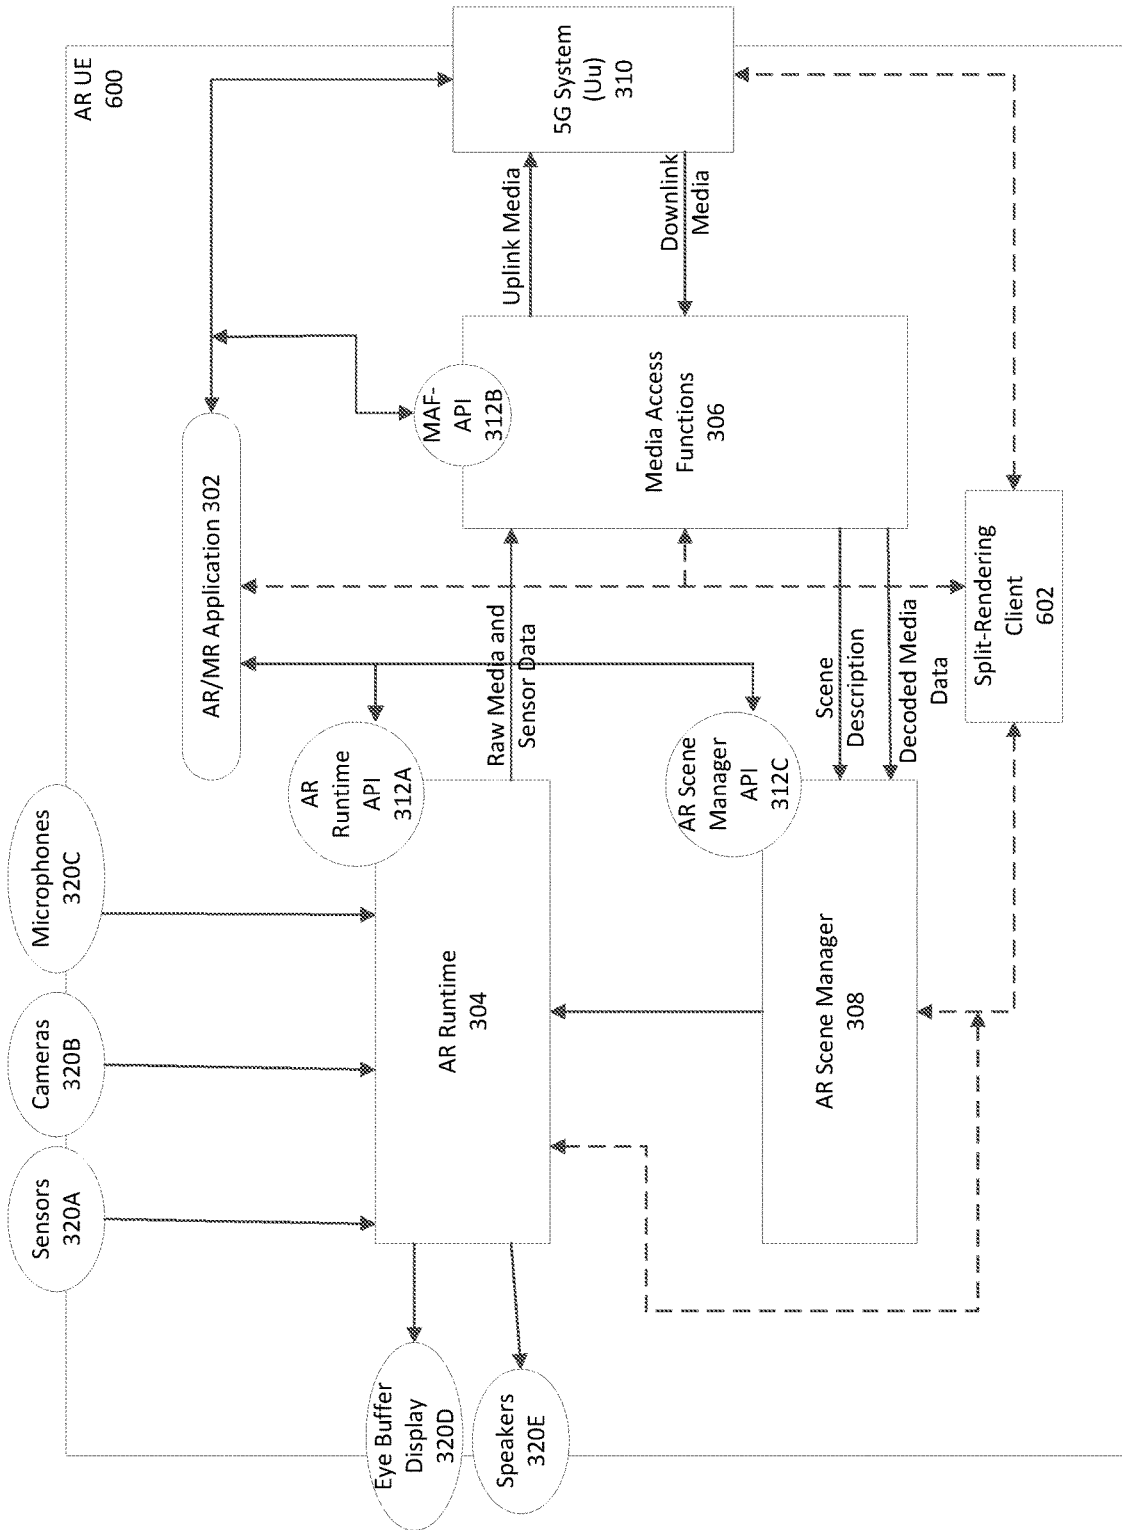 AR UE
600
Microphones
320C
Cameras
320B
Sensors
320A
AR/MR Application 302
5G System
(Uu)
310
Uplink Media
Downlink
Media
MAF-
API
312B
Media Access
Functions
306
AR
Runtime
API
312A
Raw Media and
Sensor Data
AR Runtime
304
Eye Buffer
Display
320D
Speakers
320E
AR Scene
Manager
API
312C
Scene
Description
Decoded Media
Data
AR Scene Manager
308
Split-Rendering
Client
602